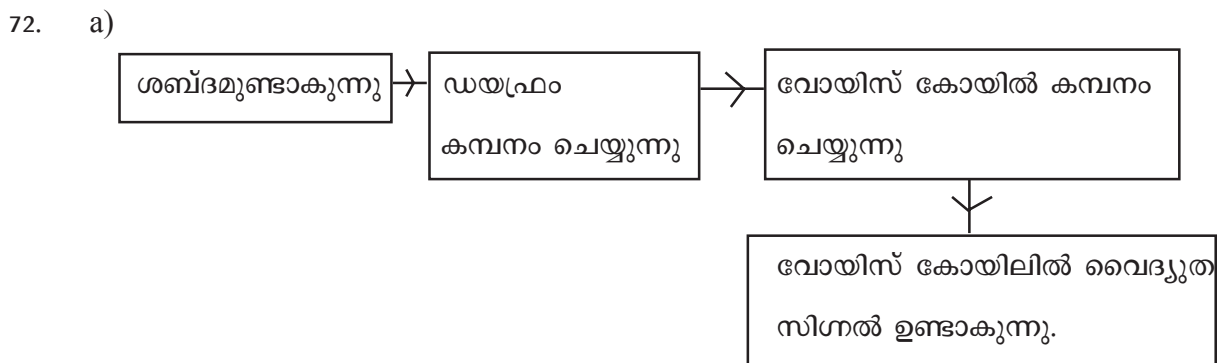 72. a)
ശബ്ദമുണ്ടാകുന്നു
ഡയഫ്രം
കമ്പനം ചെയ്യുന്നു
വോയിസ് കോയിൽ കമ്പനം
ചെയ്യുന്നു
വോയിസ് കോയിലിൽ വൈദ്യുത
സിഗ്നൽ ഉണ്ടാകുന്നു.